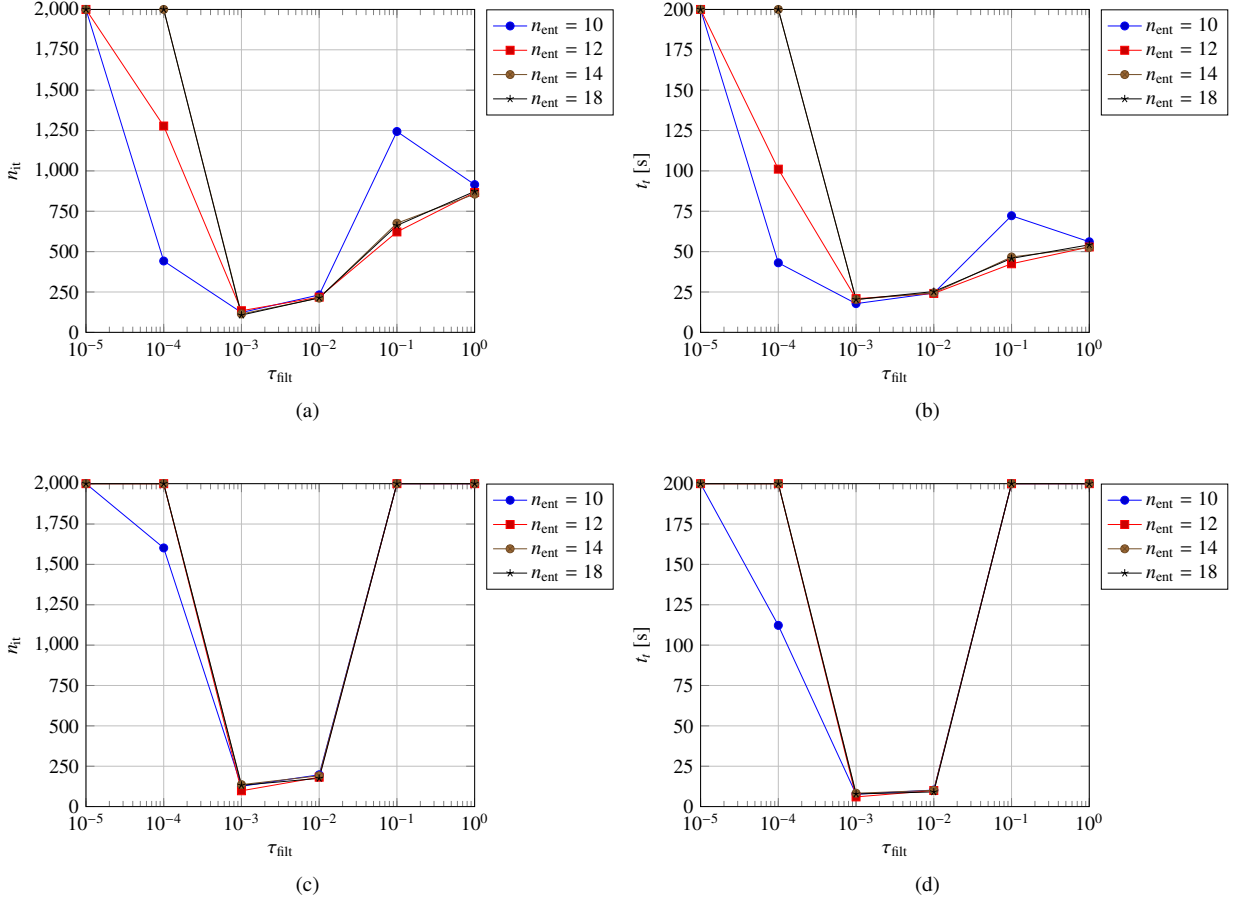 2,000
1,750
1,500
1,250
1,000
750
500
250
0
n_it
10^−5 10^−4 10^−3 10^−2 10^−1 10^0
τ_filt
n_ent = 10
n_ent = 12
n_ent = 14
n_ent = 18
(a)
200
175
150
125
100
75
50
25
0
t_t [s]
10^−5 10^−4 10^−3 10^−2 10^−1 10^0
τ_filt
n_ent = 10
n_ent = 12
n_ent = 14
n_ent = 18
(b)
2,000
1,750
1,500
1,250
1,000
750
500
250
0
n_it
10^−5 10^−4 10^−3 10^−2 10^−1 10^0
τ_filt
n_ent = 10
n_ent = 12
n_ent = 14
n_ent = 18
(c)
200
175
150
125
100
75
50
25
0
t_t [s]
10^−5 10^−4 10^−3 10^−2 10^−1 10^0
τ_filt
n_ent = 10
n_ent = 12
n_ent = 14
n_ent = 18
(d)